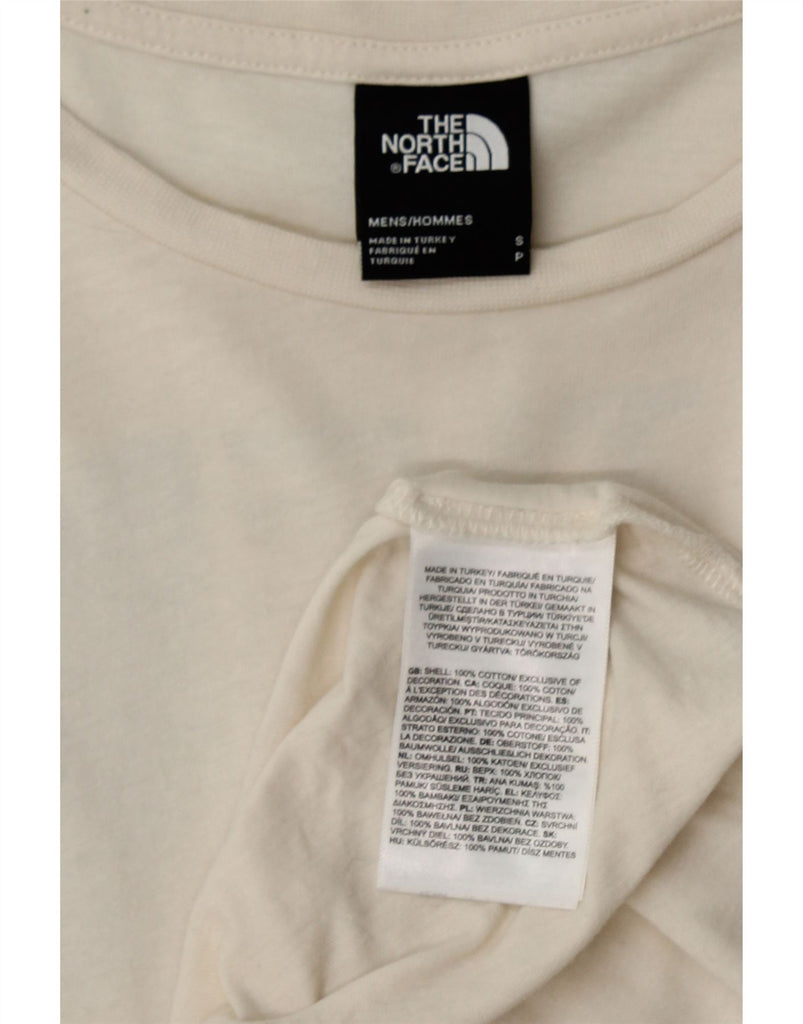 THE
NORTH
®FACE
MENS/HOMMES
MADE IN TURKEY S
FABRIQUÉ EN P
TURQUIE
MADE IN TURKEY/ FABRIQUÉ EN TURQUIE/
FABRICADO EN TURQUÍA/ FABRICADO NA
TURQUIA/ PRODOTTO IN TURCHIA/
HERGESTELLT IN DER TÜRKEI/ GEMAAKT IN
TURKIJE/ СДЕЛАНО В ТУРЦИИ/ TÜRKİYE'DE
ÜRETİLMİŞTİR/ΚΑΤΑΣΚΕΥΑΖΕΤΑΙ ΣΤΗΝ
ΤΟΥΡΚΙΑ/ WYPRODUKOWANO W TURCJI/
VYROBENO V TURECKU/ VYROBENÉ V
TURECKU/ GYÁRTVA: TÖRÖKORSZÁG
GB: SHELL: 100% COTTON/ EXCLUSIVE OF
DECORATION. CA: COQUE: 100% COTON/
À L'EXCEPTION DES DÉCORATIONS. ES:
ARMAZÓN: 100% ALGODÓN/ EXCLUSIVO DE
DECORACIÓN. PT: TECIDO PRINCIPAL: 100%
ALGODÃO/ EXCLUSIVO PARA DECORAÇÃO. IT:
STRATO ESTERNO: 100% COTONE/ ESCLUSA
LA DECORAZIONE. DE: OBERSTOFF: 100%
BAUMWOLLE/ AUSSCHLIEßLICH DEKORATION.
NL: OMHULSEL: 100% KATOEN/ EXCLUSIEF
VERSIERING. RU: ВЕРХ: 100% ХЛОПОК/
БЕЗ УКРАШЕНИЙ. TR: ANA KUMAŞ: %100
PAMUK/ SÜSLEME HARİÇ. EL: ΚΕΛΥΦΟΣ:
100% ΒΑΜΒΑΚΙ/ ΕΞΑΙΡΟΥΜΕΝΗΣ ΤΗΣ
ΔΙΑΚΟΣΜΗΣΗΣ. PL: WIERZCHNIA WARSTWA:
100% BAWEŁNA/ BEZ ZDOBIEŃ. CZ: SVRCHNÍ
DÍL: 100% BAVLNA/ BEZ DEKORACE. SK:
VRCHNÝ DIEL: 100% BAVLNA/ BEZ OZDOBY.
HU: KÜLSŐRÉSZ: 100% PAMUT/ DÍSZ MENTES